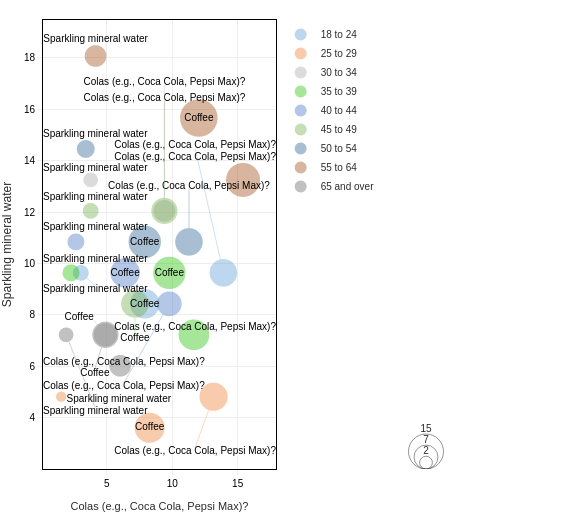 Sparkling mineral water
Colas (e.g., Coca Cola, Pepsi Max)?
Colas (e.g., Coca Cola, Pepsi Max)?
Coffee
Sparkling mineral water
Colas (e.g., Coca Cola, Pepsi Max)?
Colas (e.g., Coca Cola, Pepsi Max)?
Sparkling mineral water
Colas (e.g., Coca Cola, Pepsi Max)?
Sparkling mineral water
Sparkling mineral water
Coffee
Sparkling mineral water
Coffee
Coffee
Sparkling mineral water
Coffee
Coffee
Colas (e.g., Coca Cola, Pepsi Max)?
Coffee
Colas (e.g., Coca Cola, Pepsi Max)?
Coffee
Colas (e.g., Coca Cola, Pepsi Max)?
Sparkling mineral water
Sparkling mineral water
Coffee
Colas (e.g., Coca Cola, Pepsi Max)?
18
16
14
12
10
8
6
4
5
10
15
Sparkling mineral water
Colas (e.g., Coca Cola, Pepsi Max)?
18 to 24
25 to 29
30 to 34
35 to 39
40 to 44
45 to 49
50 to 54
55 to 64
65 and over
15
7
2